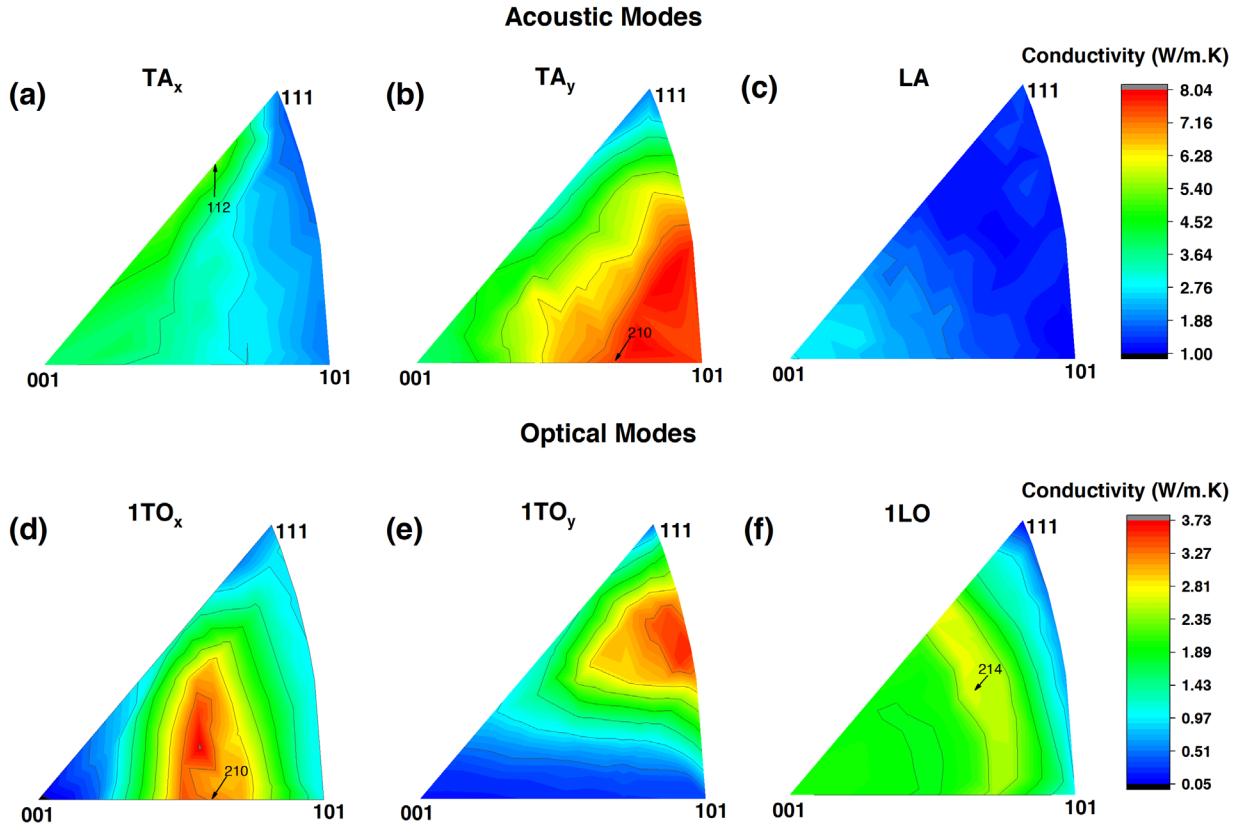 Acoustic Modes
Conductivity (W/m.K)
(a)
TAx
111
112
001
101
(b)
TAy
111
210
001
101
(c)
LA
111
001
101
8.04
7.16
6.28
5.40
4.52
3.64
2.76
1.88
1.00
Optical Modes
Conductivity (W/m.K)
(d)
1TOx
111
210
001
101
(e)
1TOy
111
001
101
(f)
1LO
111
214
001
101
3.73
3.27
2.81
2.35
1.89
1.43
0.97
0.51
0.05